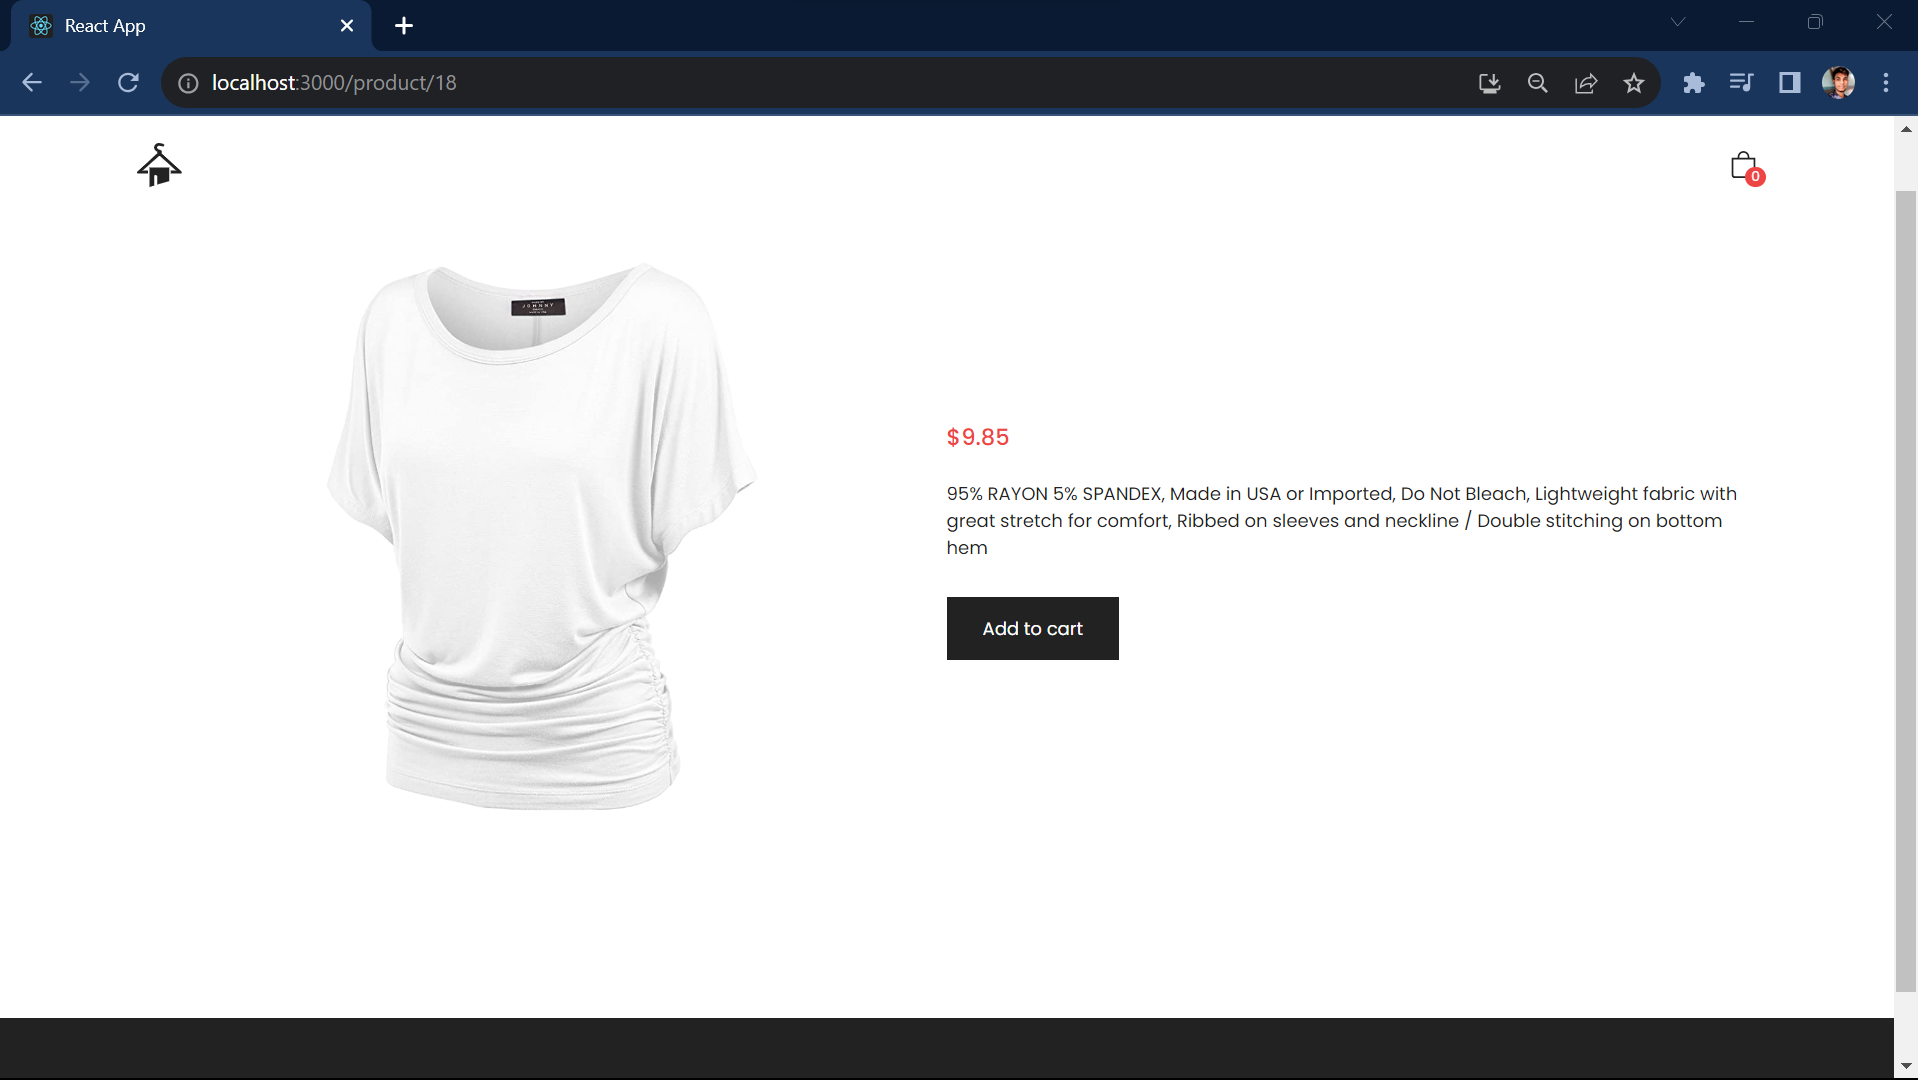 React App
localhost:3000/product/18
0
JOHNNY
$9.85
95% RAYON 5% SPANDEX, Made in USA or Imported, Do Not Bleach, Lightweight fabric with
great stretch for comfort, Ribbed on sleeves and neckline / Double stitching on bottom
hem
Add to cart